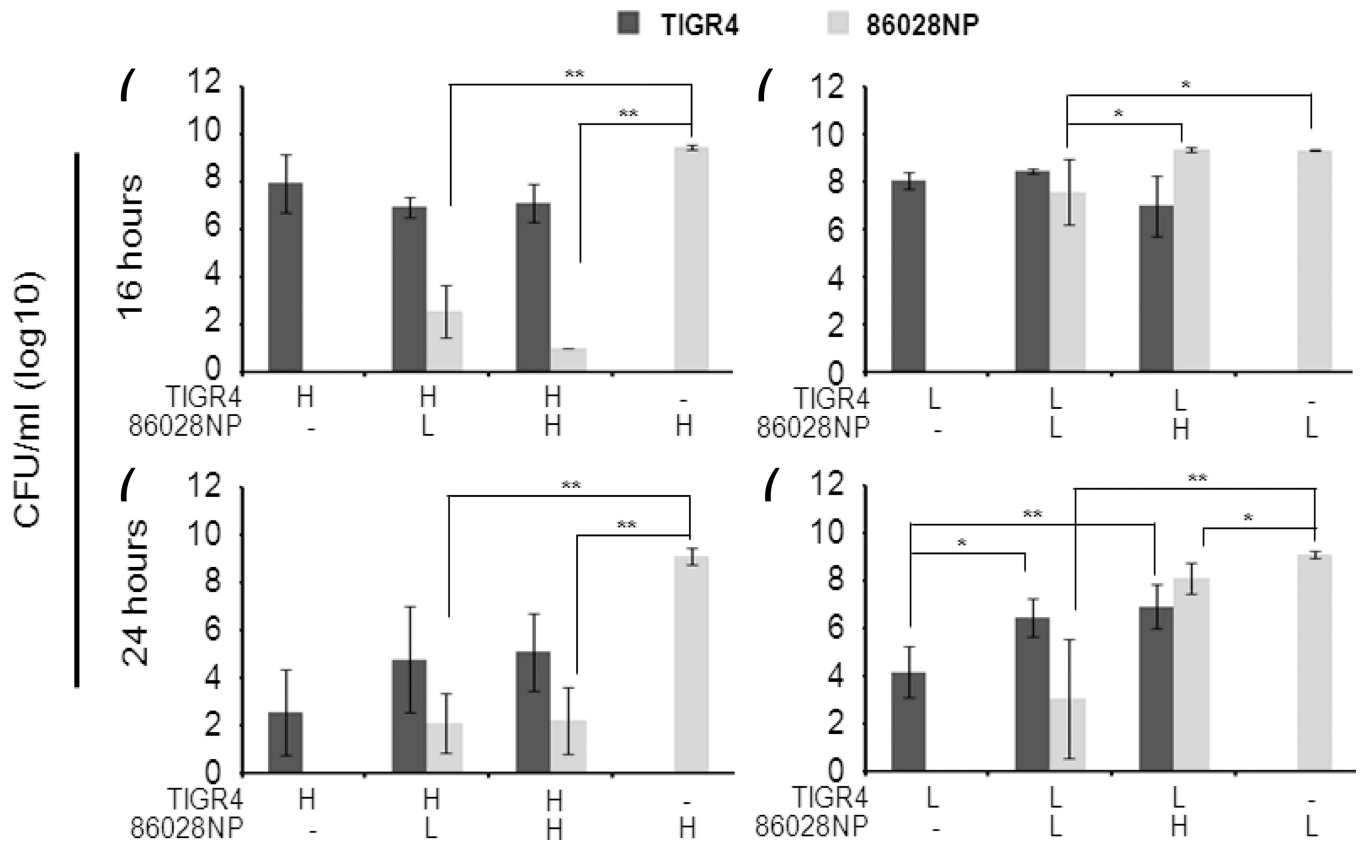 TIGR4 86028NP
( (
12 ** 12
10 ** 10 * *
8 8
6 6
4 4
2 2
0 0
TIGR4 H H H - TIGR4 L L L -
86028NP - L H H 86028NP - L H L
16 hours
CFU/ml (log10)
( (
12 ** 12 **
10 ** 10 ** *
8 8 *
6 6
4 4
2 2
0 0
TIGR4 H H H - TIGR4 L L L -
86028NP - L H H 86028NP - L H L
24 hours